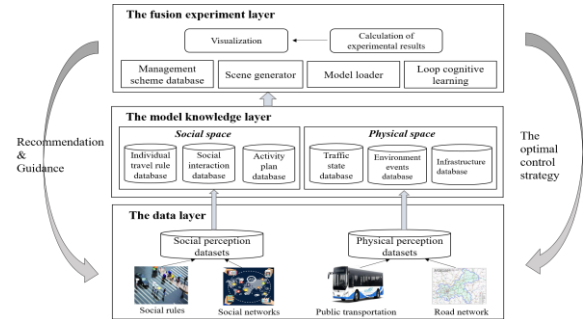 The fusion experiment layer
Visualization
Calculation
of experimental results
Management
scheme database
Scene generator
Model loader
Loop cognitive
learning
The model knowledge layer
Social space
Individual
travel rule
database
Social
interaction
database
Activity
plan
database
Physical space
Traffic
state
database
Environment
events
database
Infrastructure
database
Recommendation
&
Guidance
The
optimal
control
strategy
The data layer
Social perception
datasets
Physical perception
datasets
Social rules
Social networks
Public transportation
Road network